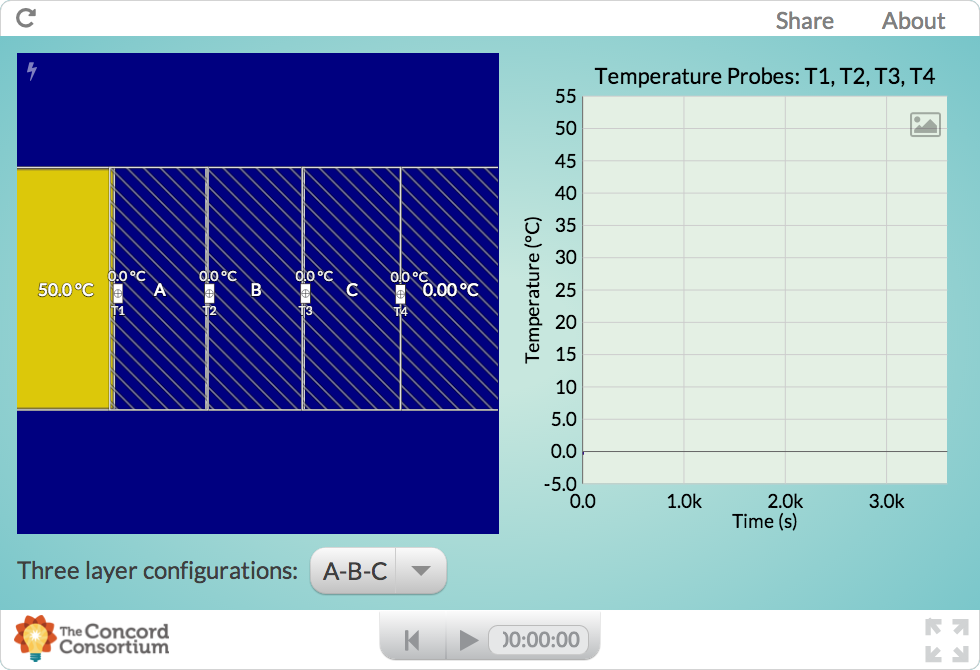 Share About
Temperature Probes: T1, T2, T3, T4
55
50
45
40
35
30
25
20
15
10
5.0
0.0
-5.0
Temperature (°C)
0.0 1.0k 2.0k 3.0k
Time (s)
0.0 °C 0.0 °C 0.0 °C 0.0 °C
50.0 °C A B C 0.00 °C
T1 T2 T3 T4
Three layer configurations: A-B-C
The Concord
Consortium
00:00:00